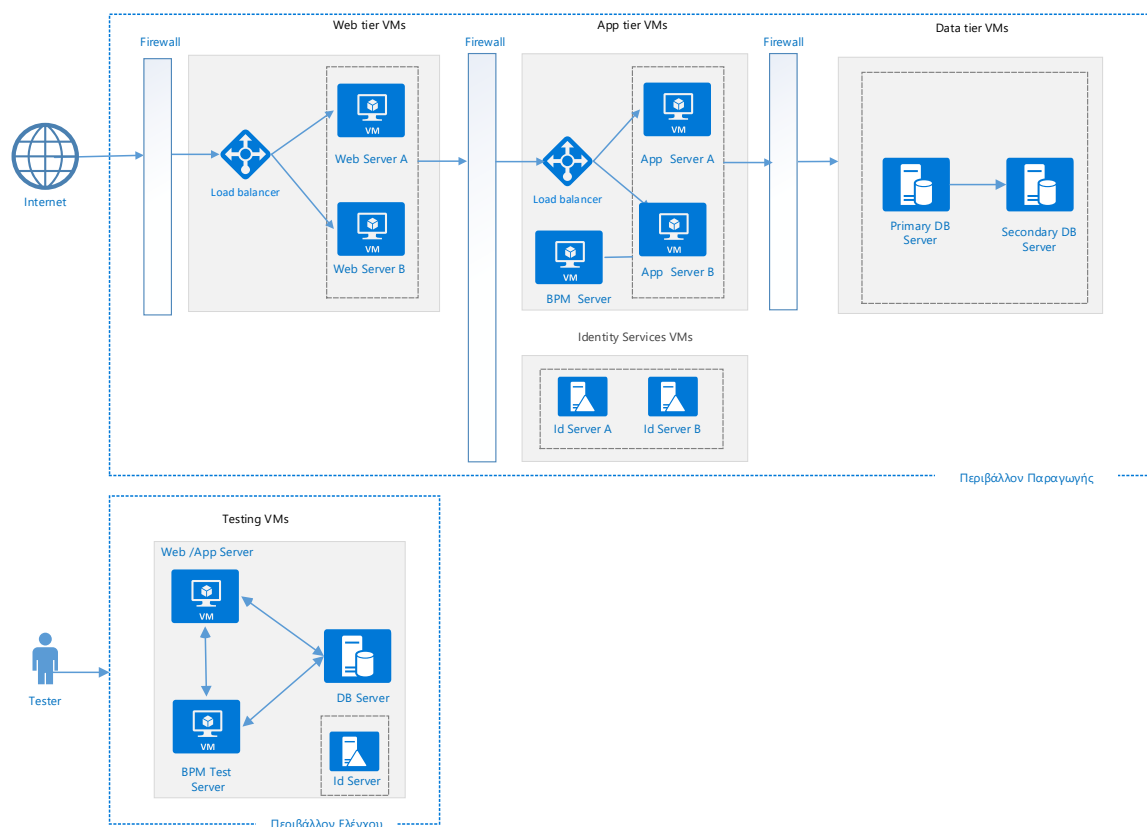 Web tier VMs
App tier VMs
Data tier VMs
Firewall
Firewall
Firewall
VM
Web Server A
VM
Web Server B
Load balancer
Internet
VM
App Server A
VM
App Server B
Load balancer
VM
BPM Server
Primary DB
Server
Secondary DB
Server
Identity Services VMs
Id Server A
Id Server B
Περιβάλλον Παραγωγής
Testing VMs
Web /App Server
VM
DB Server
Tester
VM
BPM Test
Server
Id Server
Περιβάλλον Ελέγχου